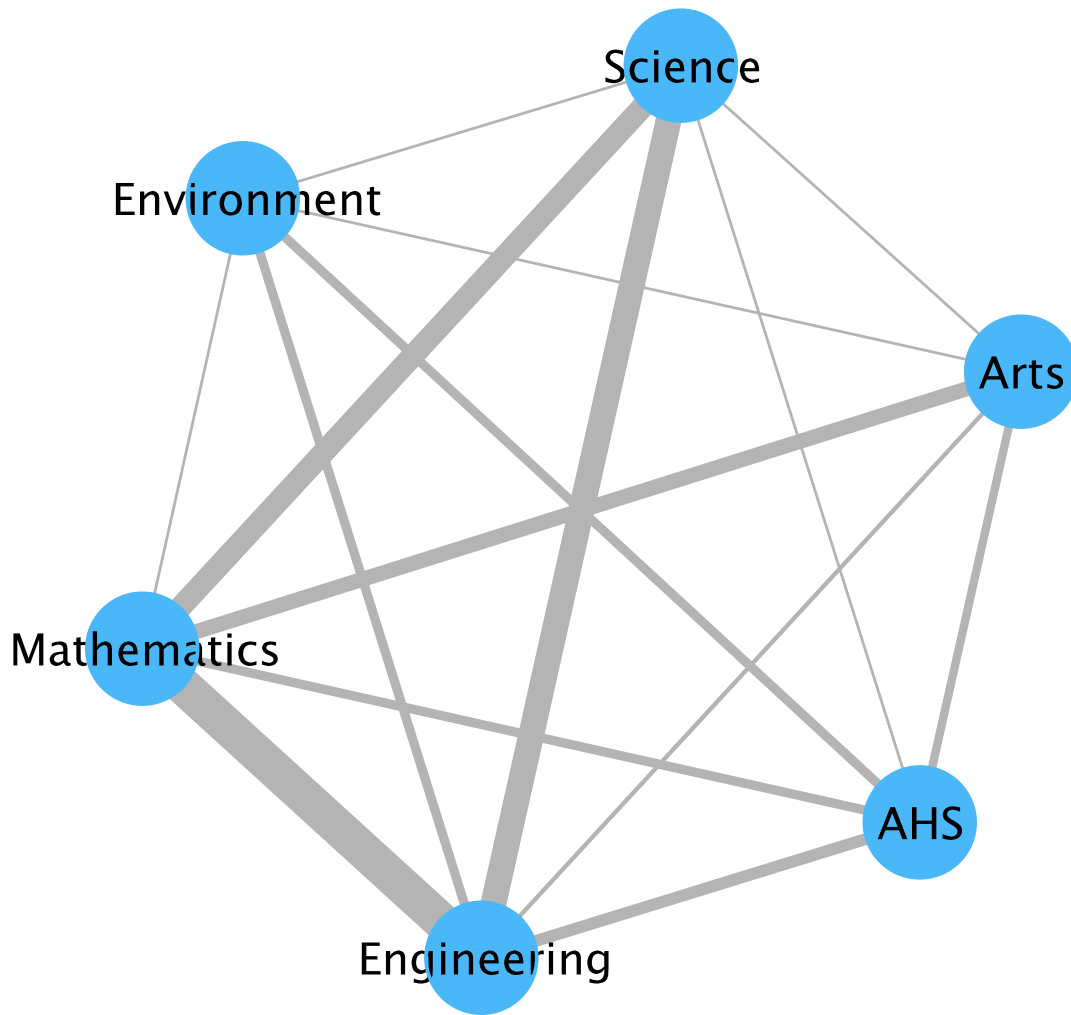 Science
Environment
Arts
Mathematics
AHS
Engineering